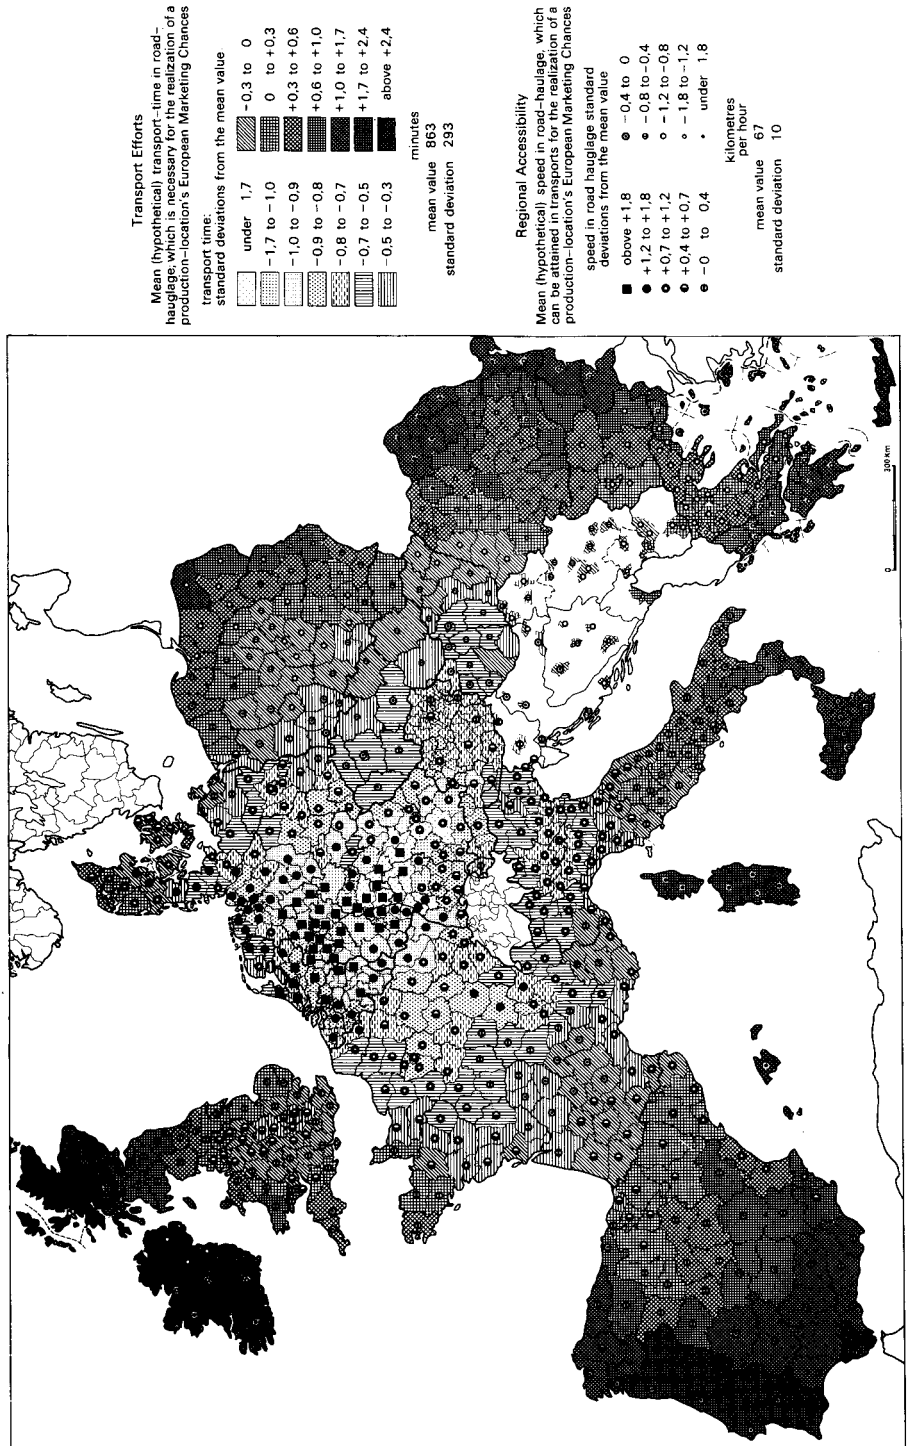 Transport Efforts
Mean (hypothetical) transport-time in road-
hauglage, which is necessary for the realization of a
production-location's European Marketing Chances
transport time:
standard deviations from the mean value
under 1,7
-1,7 to -1,0
-1,0 to -0,9
-0,9 to -0,8
-0,8 to -0,7
-0,7 to -0,5
-0,5 to -0,3
-0,3 to 0
0 to +0,3
+0,3 to +0,6
+0,6 to +1,0
+1,0 to +1,7
+1,7 to +2,4
above +2,4
minutes
mean value 863
standard deviation 293
Regional Accessibility
Mean (hypothetical) speed in road-haulage, which
can be attained in transports for the realization of a
production-location's European Marketing Chances
speed in road hauglage standard
deviations from the mean value
above +1,8
+1,2 to +1,8
+0,7 to +1,2
+0,4 to +0,7
-0 to 0,4
-0,4 to 0
-0,8 to -0,4
-1,2 to -0,8
-1,8 to -1,2
under 1.8
kilometres
per hour
mean value 67
standard deviation 10
0 300 Km